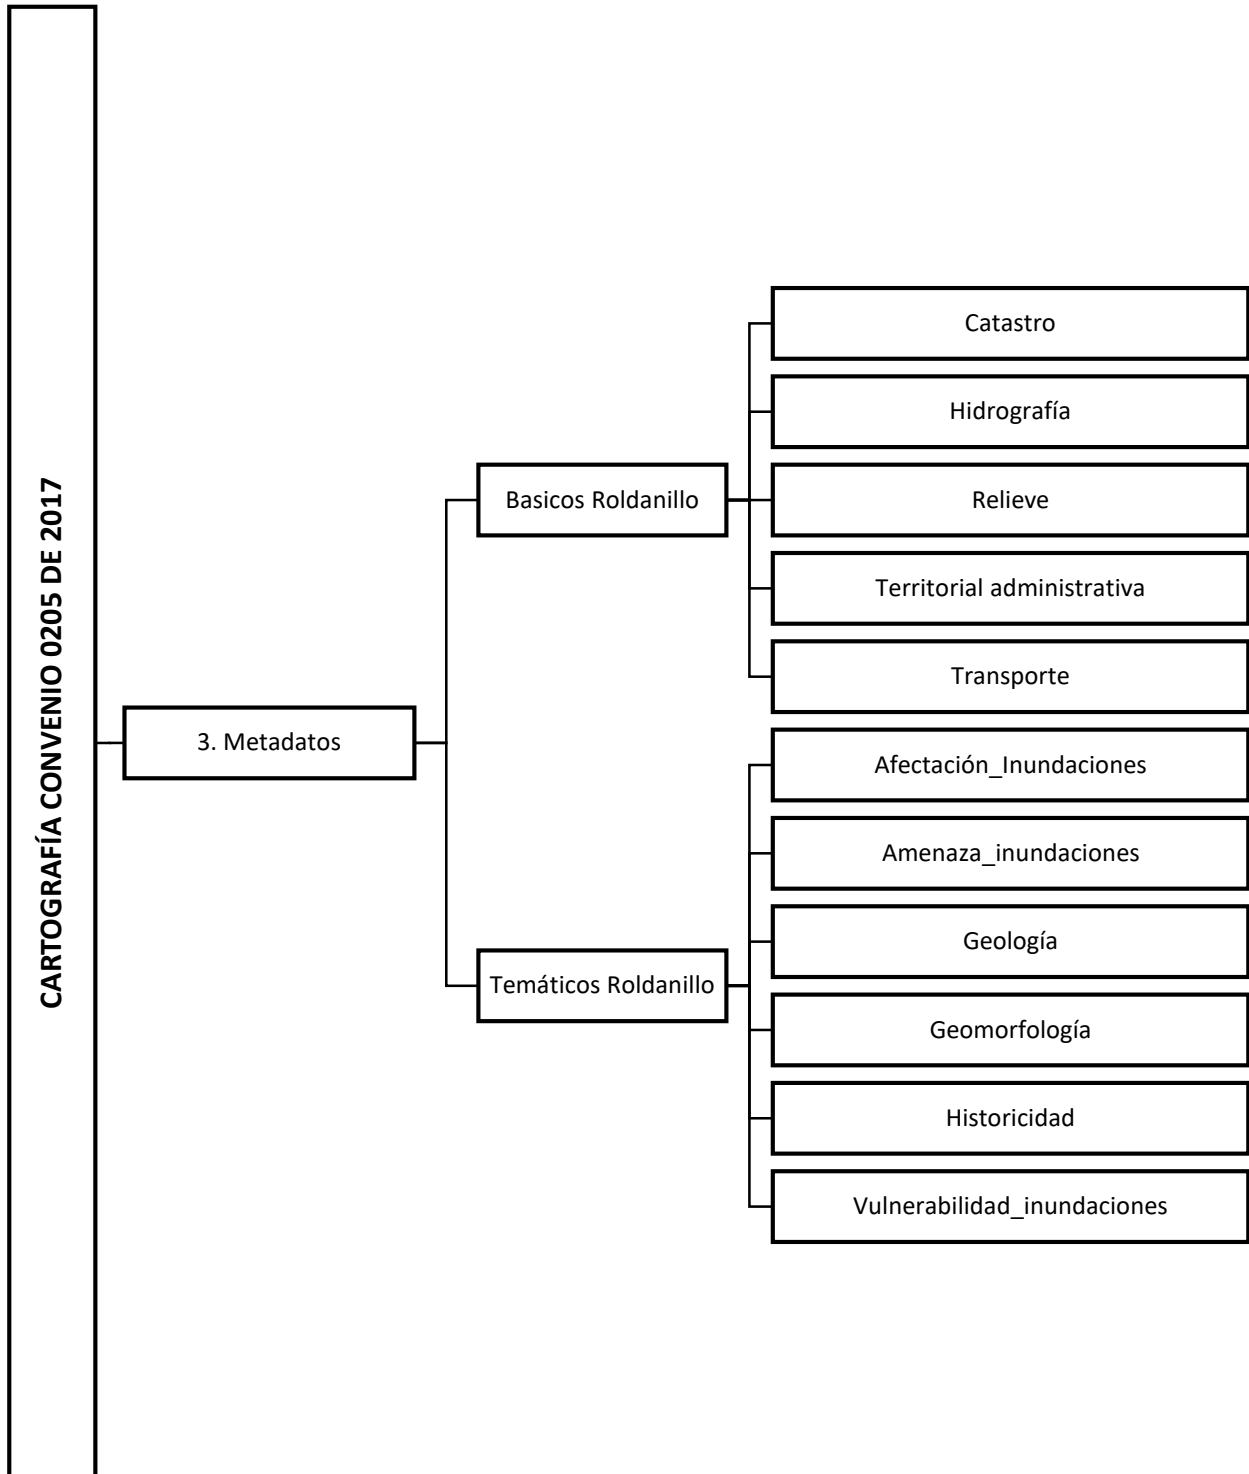 CARTOGRAFÍA CONVENIO 0205 DE 2017
3. Metadatos
Basicos Roldanillo
Catastro
Hidrografía
Relieve
Territorial administrativa
Transporte
Temáticos Roldanillo
Afectación_Inundaciones
Amenaza_inundaciones
Geología
Geomorfología
Historicidad
Vulnerabilidad_inundaciones